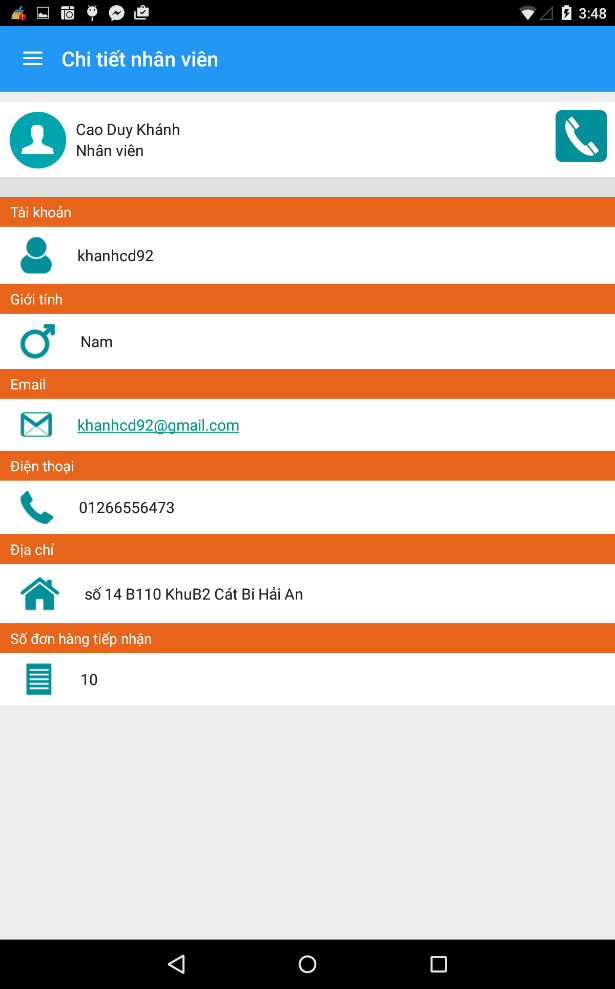 3:48
Chi tiết nhân viên
Cao Duy Khánh
Nhân viên
Tài khoản
khanhcd92
Giới tính
Nam
Email
khanhcd92@gmail.com
Điện thoại
01266556473
Địa chỉ
số 14 B110 KhuB2 Cát Bi Hải An
Số đơn hàng tiếp nhận
10